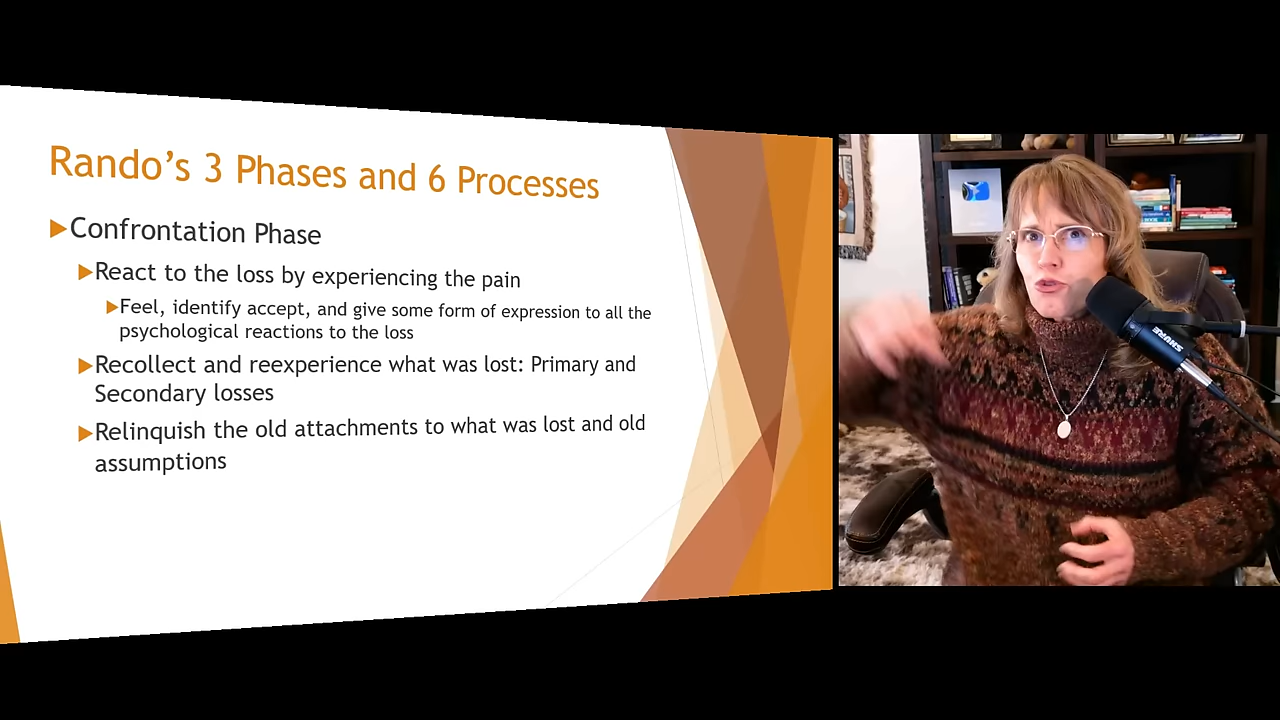 Rando’s 3 Phases and 6 Processes
Confrontation Phase
React to the loss by experiencing the pain
Feel, identify accept, and give some form of expression to all the
psychological reactions to the loss
Recollect and reexperience what was lost: Primary and
Secondary losses
Relinquish the old attachments to what was lost and old
assumptions
SHURE